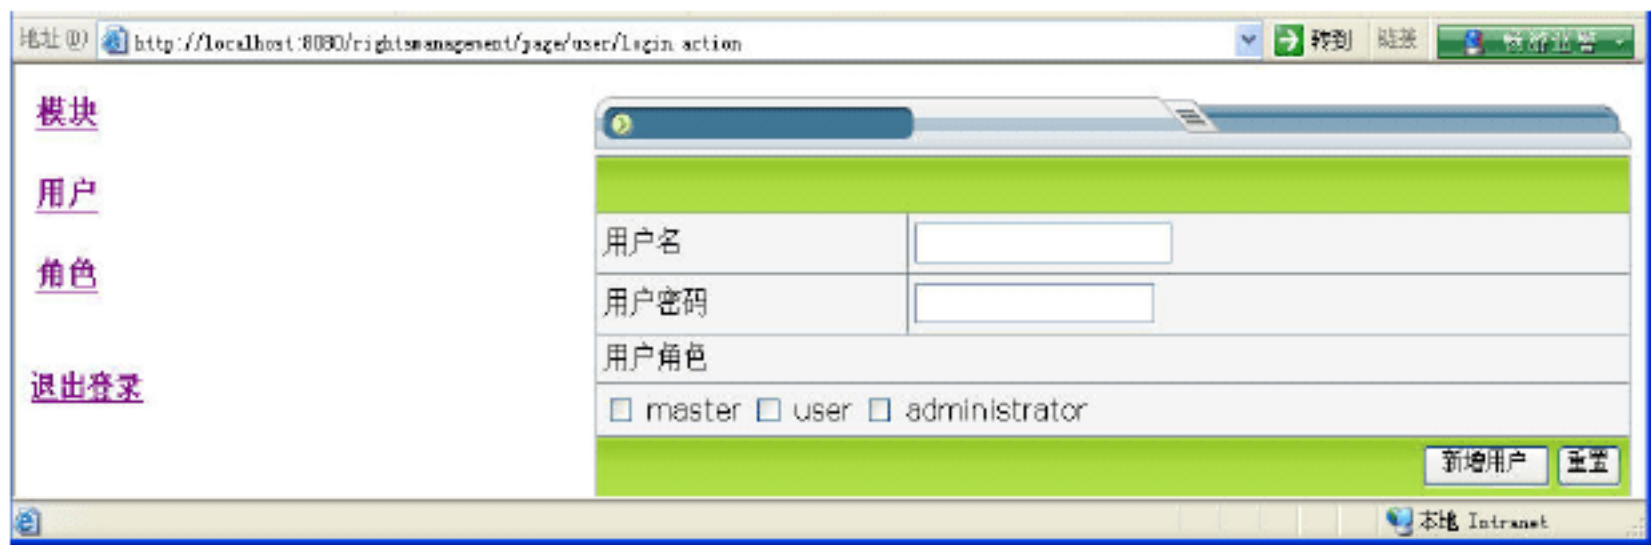 地址(D) http://localhost:8080/rightsmanagement/page/user/login action 转到 链接
模块
用户
角色
退出登录
用户名
用户密码
用户角色
master user administrator
新增用户 重置
本地 Intranet